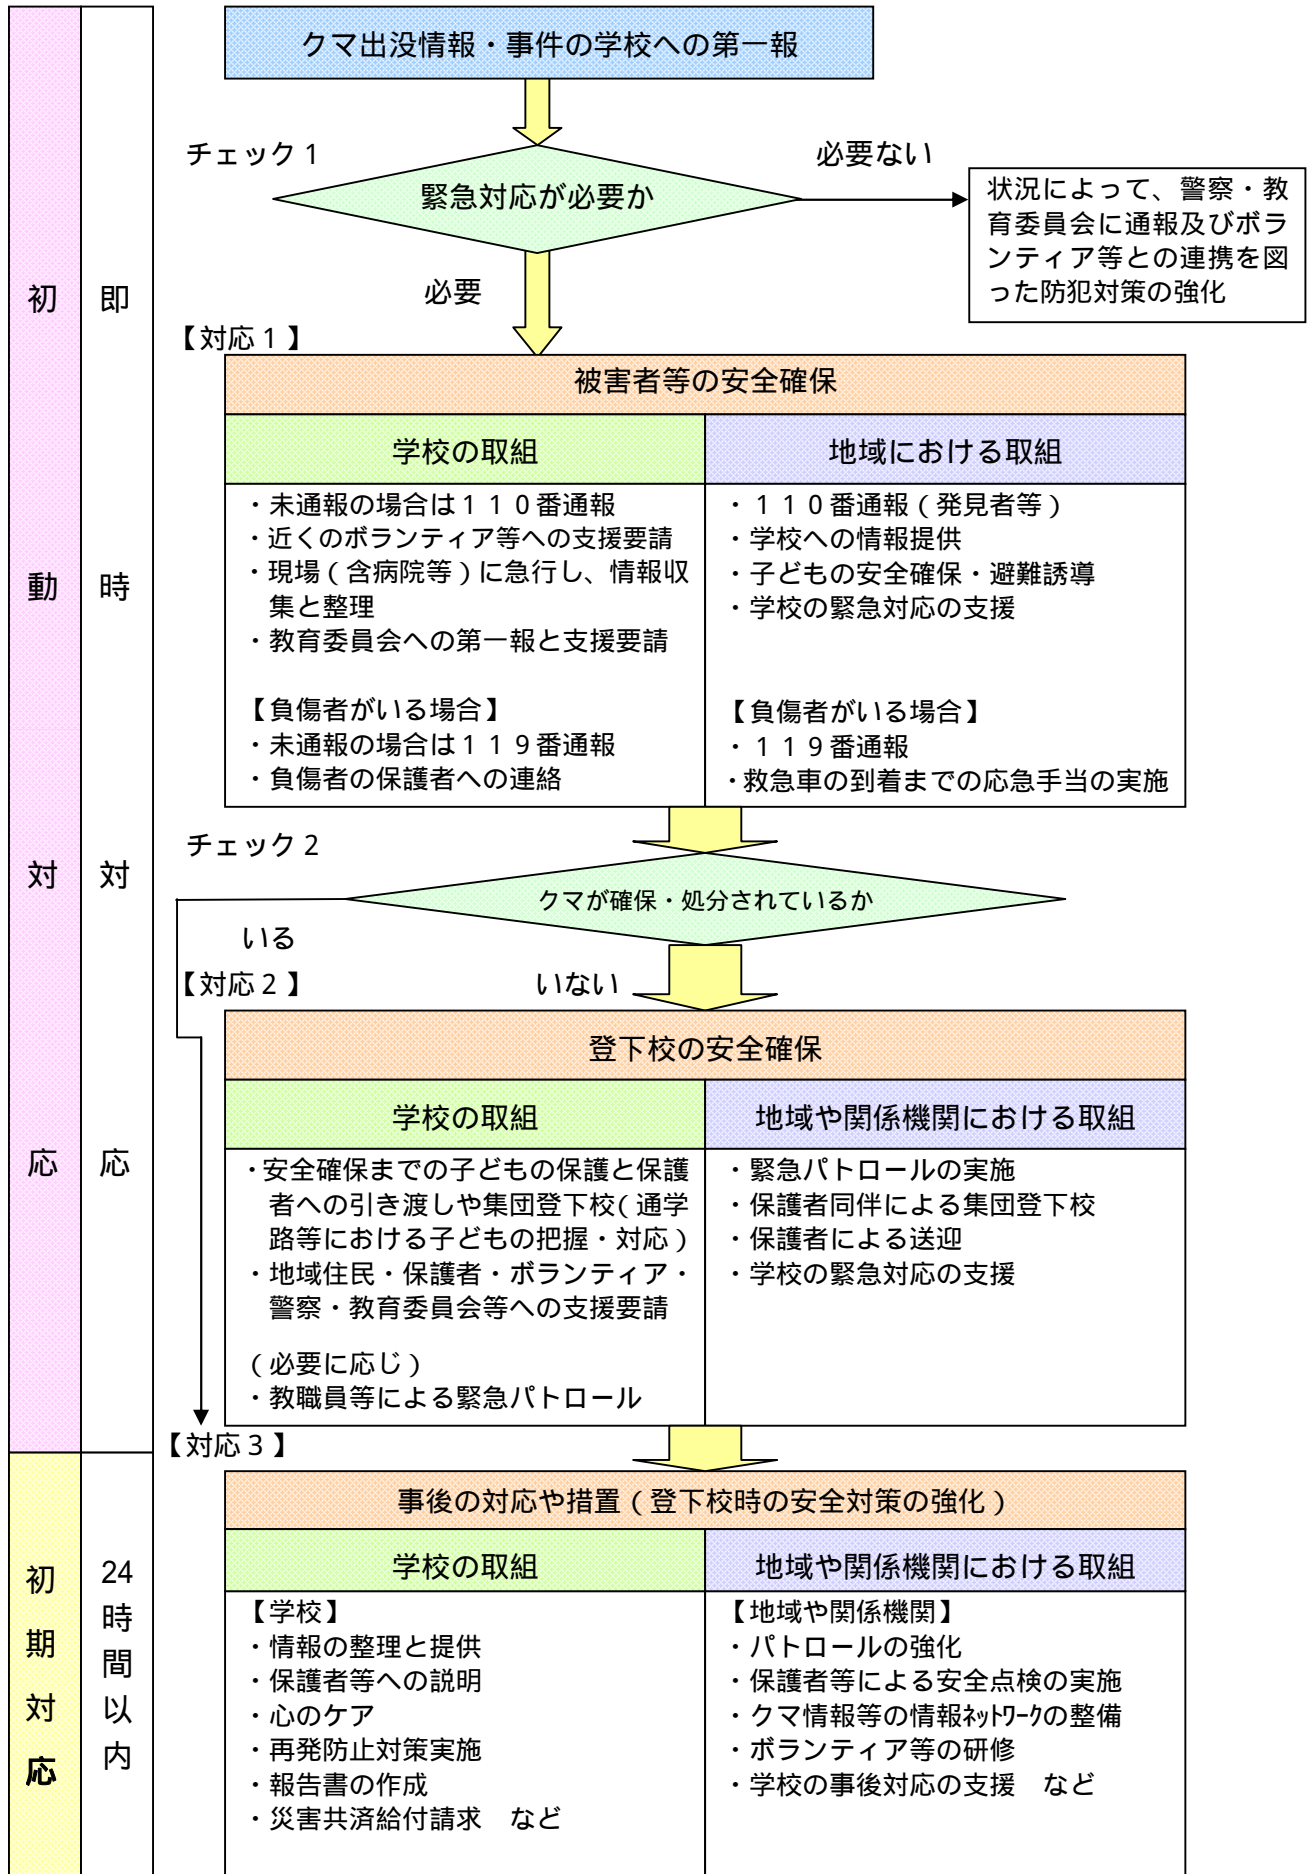 クマ出没情報・事件の学校への第一報
チェック1
緊急対応が必要か
必要ない
状況によって、警察・教
育委員会に通報及びボラ
ンティア等との連携を図
った防犯対策の強化
必要
【対応1】
被害者等の安全確保
学校の取組
・未通報の場合は110番通報
・近くのボランティア等への支援要請
・現場(含病院等)に急行し、情報収
集と整理
・教育委員会への第一報と支援要請
【負傷者がいる場合】
・未通報の場合は119番通報
・負傷者の保護者への連絡
地域における取組
・110番通報(発見者等)
・学校への情報提供
・子どもの安全確保・避難誘導
・学校の緊急対応の支援
【負傷者がいる場合】
・119番通報
・救急車の到着までの応急手当の実施
チェック2
クマが確保・処分されているか
いる
いない
【対応2】
登下校の安全確保
学校の取組
・安全確保までの子どもの保護と保護
者への引き渡しや集団登下校(通学
路等における子どもの把握・対応)
・地域住民・保護者・ボランティア・
警察・教育委員会等への支援要請
(必要に応じ)
・教職員等による緊急パトロール
地域や関係機関における取組
・緊急パトロールの実施
・保護者同伴による集団登下校
・保護者による送迎
・学校の緊急対応の支援
【対応3】
事後の対応や措置(登下校時の安全対策の強化)
学校の取組
【学校】
・情報の整理と提供
・保護者等への説明
・心のケア
・再発防止対策実施
・報告書の作成
・災害共済給付請求 など
地域や関係機関における取組
【地域や関係機関】
・パトロールの強化
・保護者等による安全点検の実施
・クマ情報等の情報ﾈｯﾄﾜｰｸの整備
・ボランティア等の研修
・学校の事後対応の支援 など
初動対応
即時対応
初期対応
24時間以内